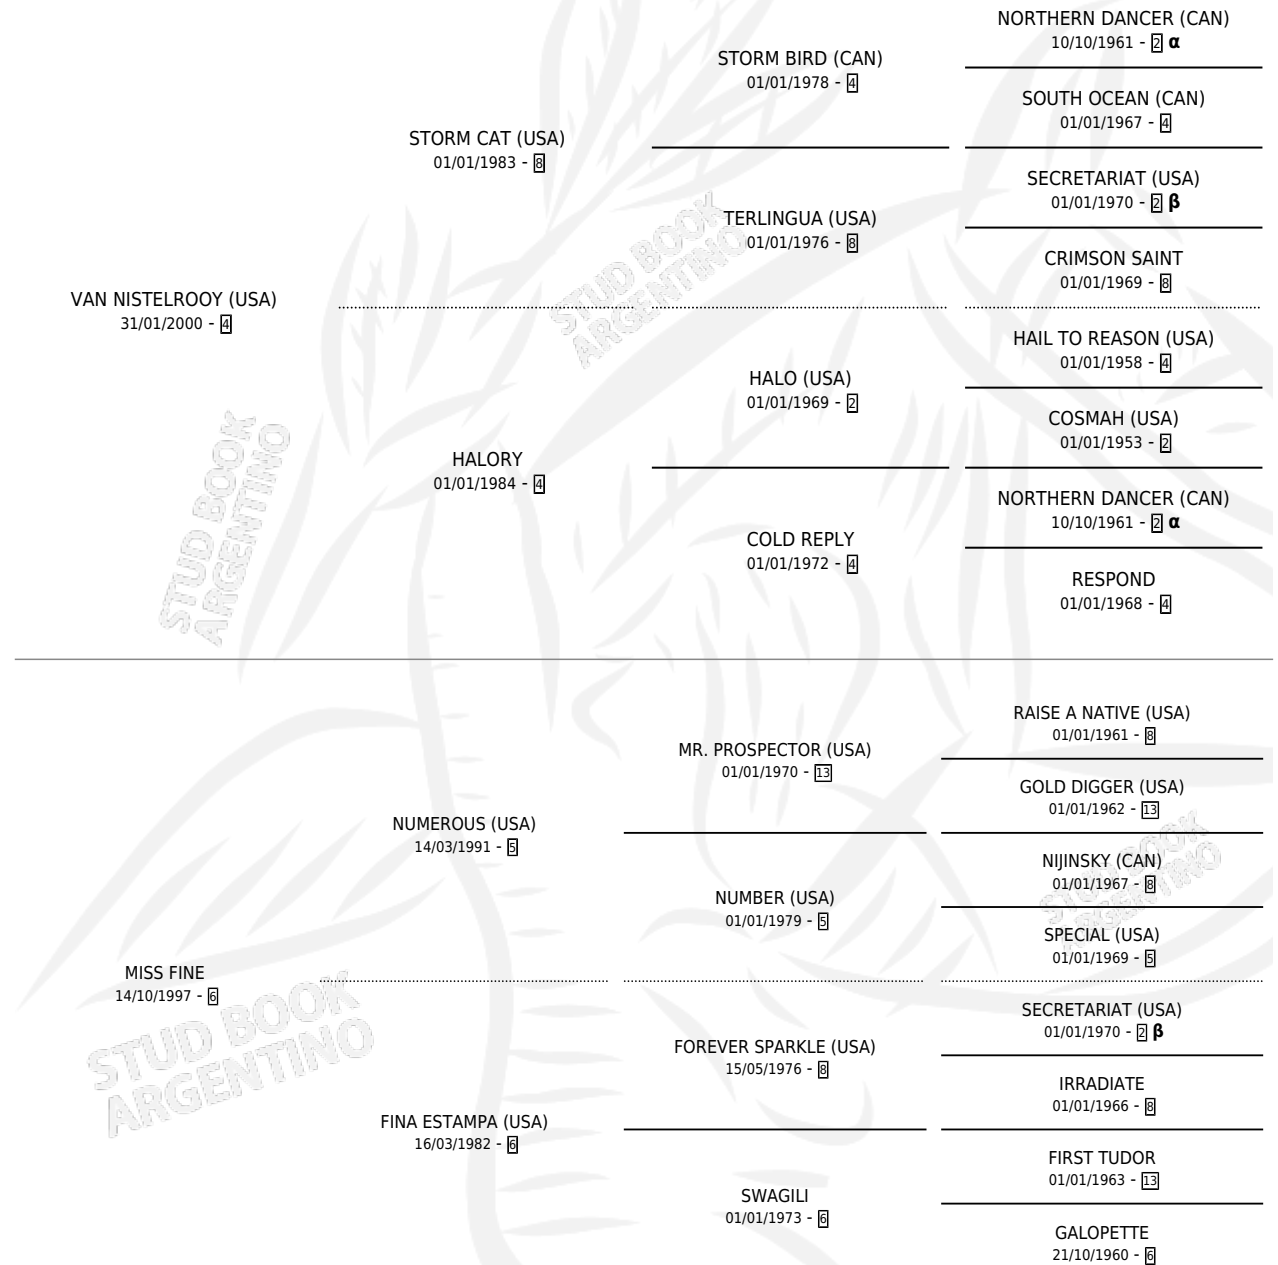 NORTHERN DANCER (CAN)
10/10/1961 - 2 α
STORM BIRD (CAN)
01/01/1978 - 4
SOUTH OCEAN (CAN)
01/01/1967 - 4
STORM CAT (USA)
01/01/1983 - 8
SECRETARIAT (USA)
01/01/1970 - 2 β
TERLINGUA (USA)
01/01/1976 - 8
CRIMSON SAINT
01/01/1969 - 8
VAN NISTELROOY (USA)
31/01/2000 - 4
HAIL TO REASON (USA)
01/01/1958 - 4
HALO (USA)
01/01/1969 - 2
COSMAH (USA)
01/01/1953 - 2
HALORY
01/01/1984 - 4
NORTHERN DANCER (CAN)
10/10/1961 - 2 α
COLD REPLY
01/01/1972 - 4
RESPOND
01/01/1968 - 4
RAISE A NATIVE (USA)
01/01/1961 - 8
MR. PROSPECTOR (USA)
01/01/1970 - 13
GOLD DIGGER (USA)
01/01/1962 - 13
NUMEROUS (USA)
14/03/1991 - 5
NIJINSKY (CAN)
01/01/1967 - 8
NUMBER (USA)
01/01/1979 - 5
SPECIAL (USA)
01/01/1969 - 5
MISS FINE
14/10/1997 - 6
SECRETARIAT (USA)
01/01/1970 - 2 β
FOREVER SPARKLE (USA)
15/05/1976 - 8
IRRADIATE
01/01/1966 - 8
FINA ESTAMPA (USA)
16/03/1982 - 6
FIRST TUDOR
01/01/1963 - 13
SWAGILI
01/01/1973 - 6
GALOPETTE
21/10/1960 - 6
STUD BOOK
ARGENTINO
STUD BOOK
ARGENTINO
STUD BOOK
ARGENTINO
STUD BOOK
ARGENTINO